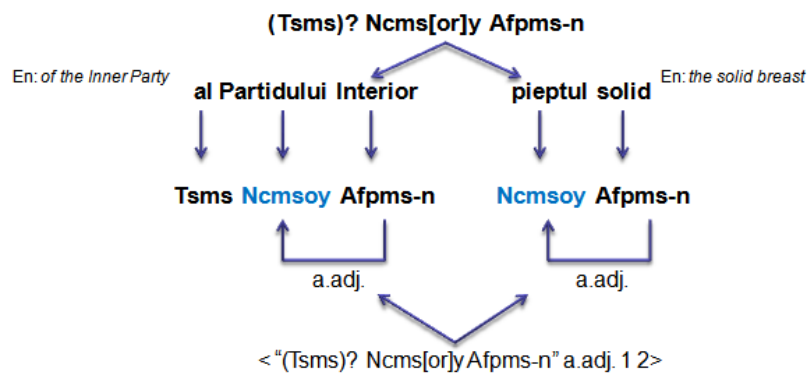 (Tsms)? Ncms[or]y Afpms-n
En: of the Inner Party
al Partidului Interior
pieptul solid
En: the solid breast
Tsms Ncmsoy Afpms-n
Ncmsoy Afpms-n
a.adj.
a.adj.
< “(Tsms)? Ncms[or]y Afpms-n” a.adj. 1 2>